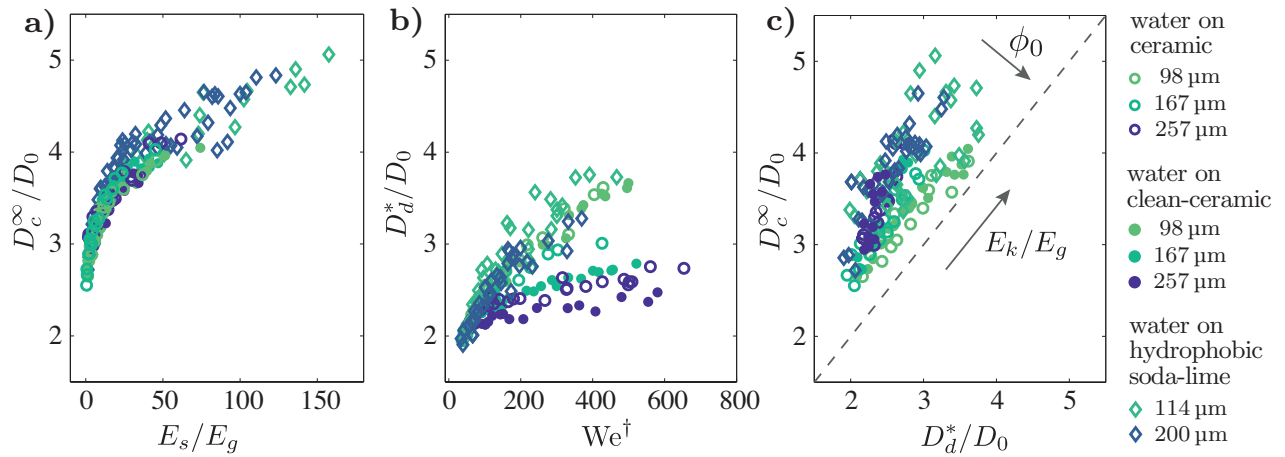 a)
5
4
3
2
D_c^∞/D_0
0 50 100 150
E_s/E_g
b)
5
4
3
2
D_d^*/D_0
0 200 400 600 800
We^†
c)
5
4
3
2
D_c^∞/D_0
ϕ_0
E_k/E_g
2 3 4 5
D_d^*/D_0
water on
ceramic
98 µm
167 µm
257 µm
water on
clean-ceramic
98 µm
167 µm
257 µm
water on
hydrophobic
soda-lime
114 µm
200 µm